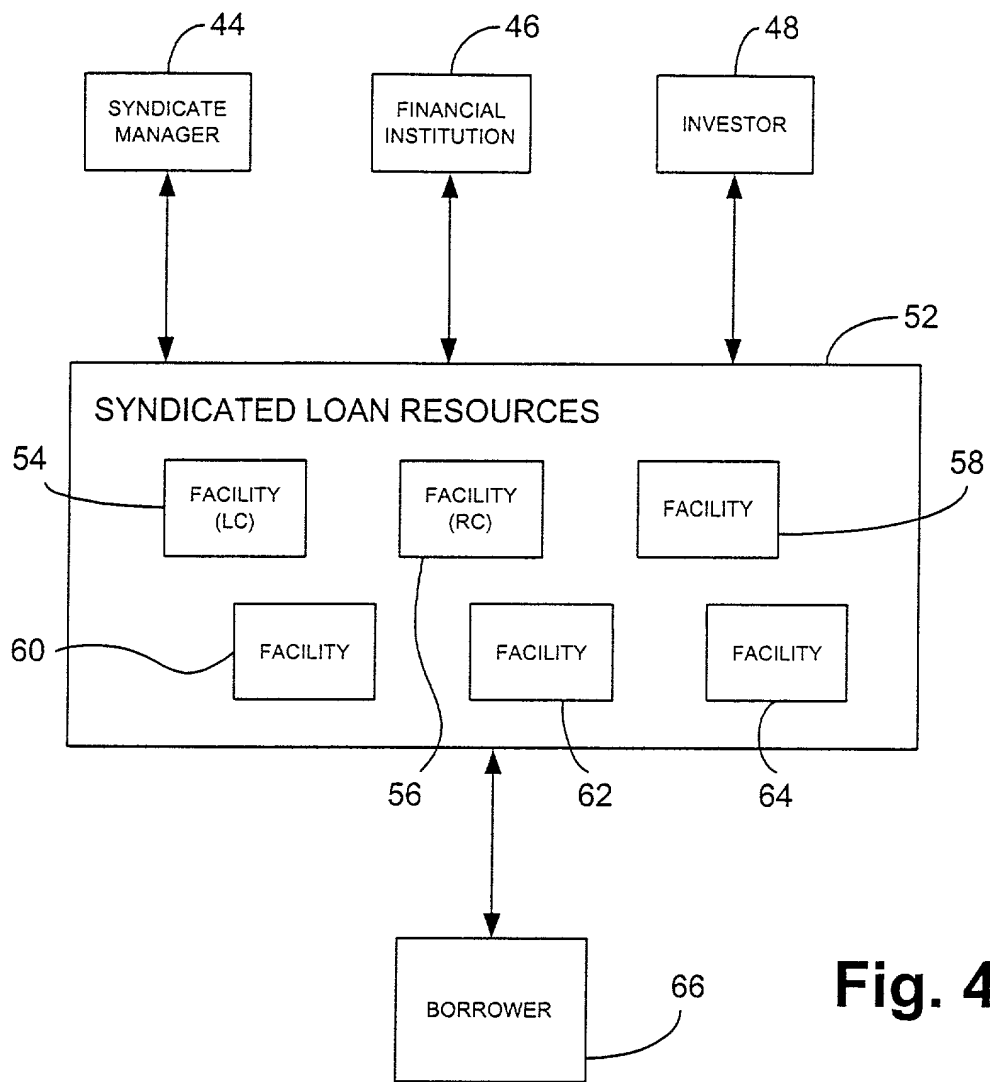 44
46
48
SYNDICATE
MANAGER
FINANCIAL
INSTITUTION
INVESTOR
52
SYNDICATED LOAN RESOURCES
54
FACILITY
(LC)
FACILITY
(RC)
FACILITY
58
60
FACILITY
FACILITY
FACILITY
56
62
64
BORROWER
66
Fig. 4